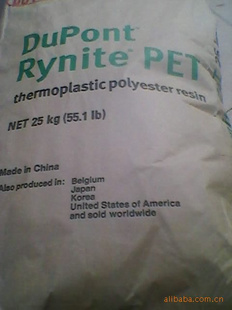 DuPont
Rynite PET
thermoplastic polyester resin
NET 25 kg (55.1 lb)
Made in China
Also produced in: Belgium
Japan
Korea
United States of America
and sold worldwide
alibaba.com.cn